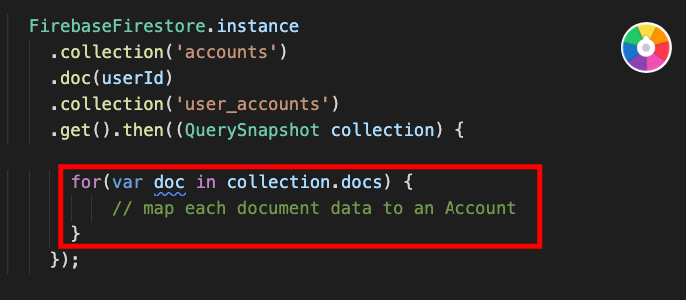 FirebaseFirestore.instance
.collection('accounts')
.doc(userId)
.collection('user_accounts')
.get().then((QuerySnapshot collection) {
for(var doc in collection.docs) {
// map each document data to an Account
}
});